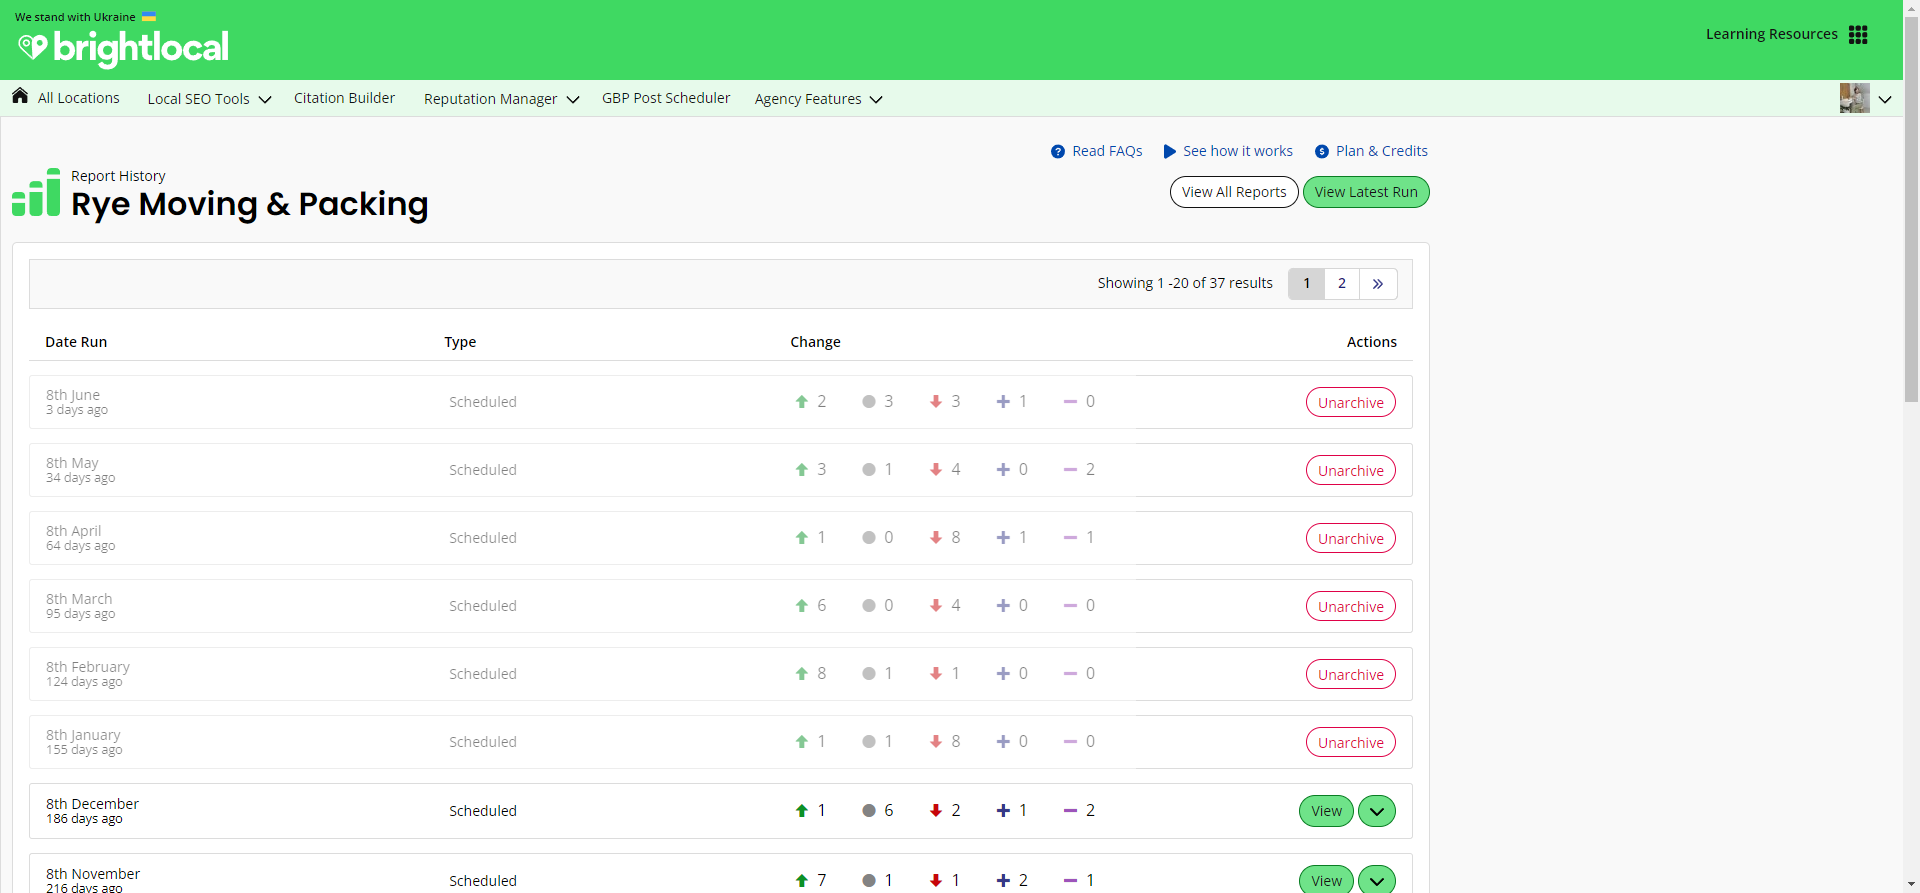 We stand with Ukraine
brightlocal
Learning Resources
All Locations Local SEO Tools Citation Builder Reputation Manager GBP Post Scheduler Agency Features
Read FAQs See how it works Plan & Credits
Report History
Rye Moving & Packing
View All Reports View Latest Run
Showing 1 -20 of 37 results 1 2 »
Date Run Type Change Actions
8th June
3 days ago
Scheduled 2 3 3 1 0 Unarchive
8th May
34 days ago
Scheduled 3 1 4 0 2 Unarchive
8th April
64 days ago
Scheduled 1 0 8 1 1 Unarchive
8th March
95 days ago
Scheduled 6 0 4 0 0 Unarchive
8th February
124 days ago
Scheduled 8 1 1 0 0 Unarchive
8th January
155 days ago
Scheduled 1 1 8 0 0 Unarchive
8th December
186 days ago
Scheduled 1 6 2 1 2 View
8th November
216 days ago
Scheduled 7 1 1 2 1 View